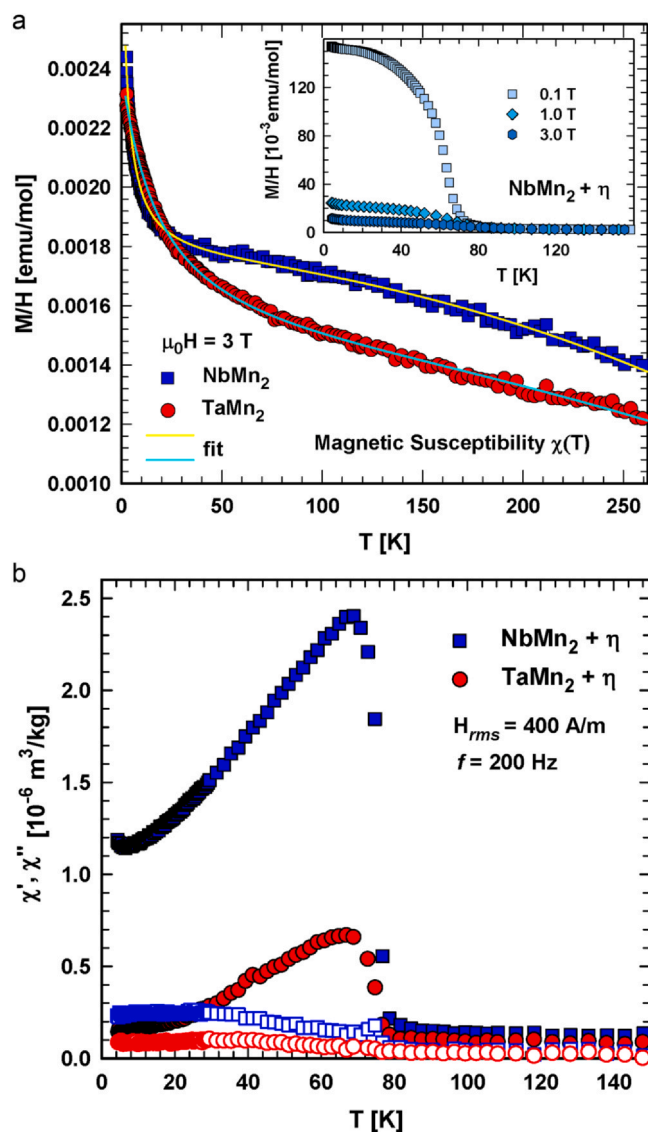 a
0.0024
0.0022
0.0020
0.0018
0.0016
0.0014
0.0012
0.0010
M/H [emu/mol]
0 50 100 150 200 250
T [K]
μ0H = 3 T
NbMn2
TaMn2
fit
Magnetic Susceptibility χ(T)
160
120
80
40
0
M/H [10-3emu/mol]
0 40 80 120
T [K]
0.1 T
1.0 T
3.0 T
NbMn2 + η
b
2.5
2.0
1.5
1.0
0.5
0.0
χ', χ" [10-6 m3/kg]
0 20 40 60 80 100 120 140
T [K]
NbMn2 + η
TaMn2 + η
Hrms = 400 A/m
f = 200 Hz